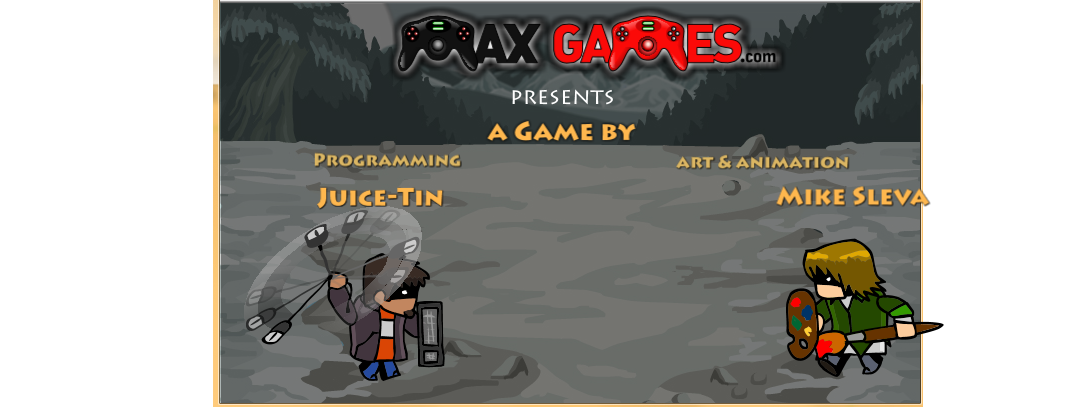 MAX GAMES.com
PRESENTS
A GAME BY
PROGRAMMING
JUICE-TIN
ART & ANIMATION
MIKE SLEVA